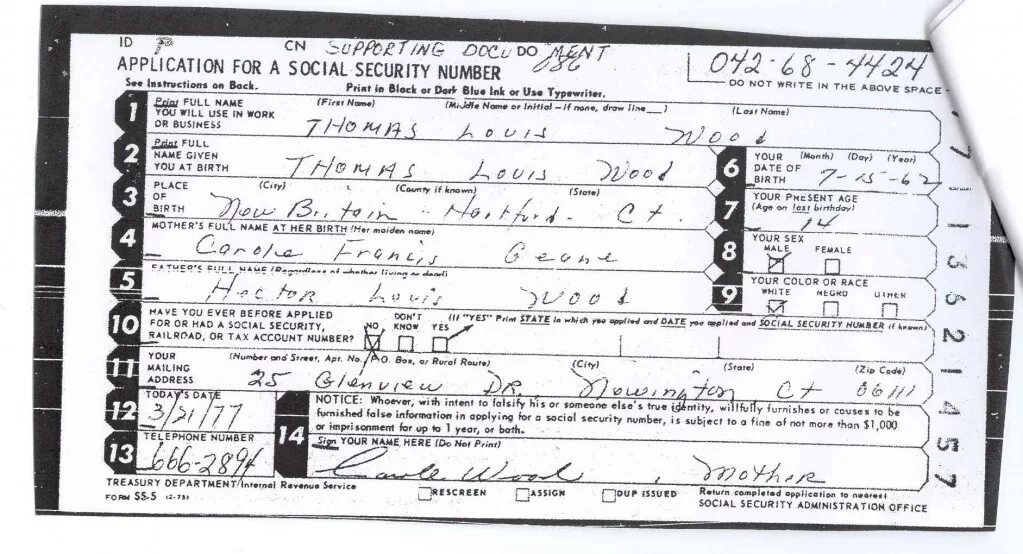 ID P CN SUPPORTING DOCU DO MENT
APPLICATION FOR A SOCIAL SECURITY NUMBER 086 042-68-4424
See Instructions on Back. Print in Black or Dark Blue Ink or Use Typewriter. DO NOT WRITE IN THE ABOVE SPACE
1 Print FULL NAME (First Name) (Middle Name or Initial – if none, draw line __) (Last Name)
YOU WILL USE IN WORK
OR BUSINESS THOMAS LOUIS WOOD
2 Print FULL
NAME GIVEN
YOU AT BIRTH THOMAS LOUIS WOOD
6 YOUR (Month) (Day) (Year)
DATE OF
BIRTH 7-15-62
3 PLACE (City) (County if known) (State)
OF
BIRTH New Britain - Hartford - CT
7 YOUR PRESENT AGE
(Age on last birthday)
14
4 MOTHER'S FULL NAME AT HER BIRTH (Her maiden name)
Carole Francis Geane
8 YOUR SEX
MALE FEMALE
5 FATHER'S FULL NAME (Regardless of whether living or dead)
Hector Louis Wood
9 YOUR COLOR OR RACE
WHITE NEGRO OTHER
10 HAVE YOU EVER BEFORE APPLIED
FOR OR HAD A SOCIAL SECURITY,
RAILROAD, OR TAX ACCOUNT NUMBER?
NO DON'T KNOW YES
(If "YES" Print STATE in which you applied and DATE you applied and SOCIAL SECURITY NUMBER if known)
11 YOUR (Number and Street, Apt. No., P.O. Box, or Rural Route) (City) (State) (Zip Code)
MAILING
ADDRESS 25 Glenview DR Newington CT 06111
12 TODAY'S DATE
3/21/77
NOTICE: Whoever, with intent to falsify his or someone else's true identity, willfully furnishes or causes to be
furnished false information in applying for a social security number, is subject to a fine of not more than $1,000
or imprisonment for up to 1 year, or both.
13 TELEPHONE NUMBER
666-2894
14 Sign YOUR NAME HERE (Do Not Print)
Carole Wood, Mother
TREASURY DEPARTMENT/Internal Revenue Service
FORM SS-5 (2-75)
RESCREEN ASSIGN DUP ISSUED
Return completed application to nearest
SOCIAL SECURITY ADMINISTRATION OFFICE